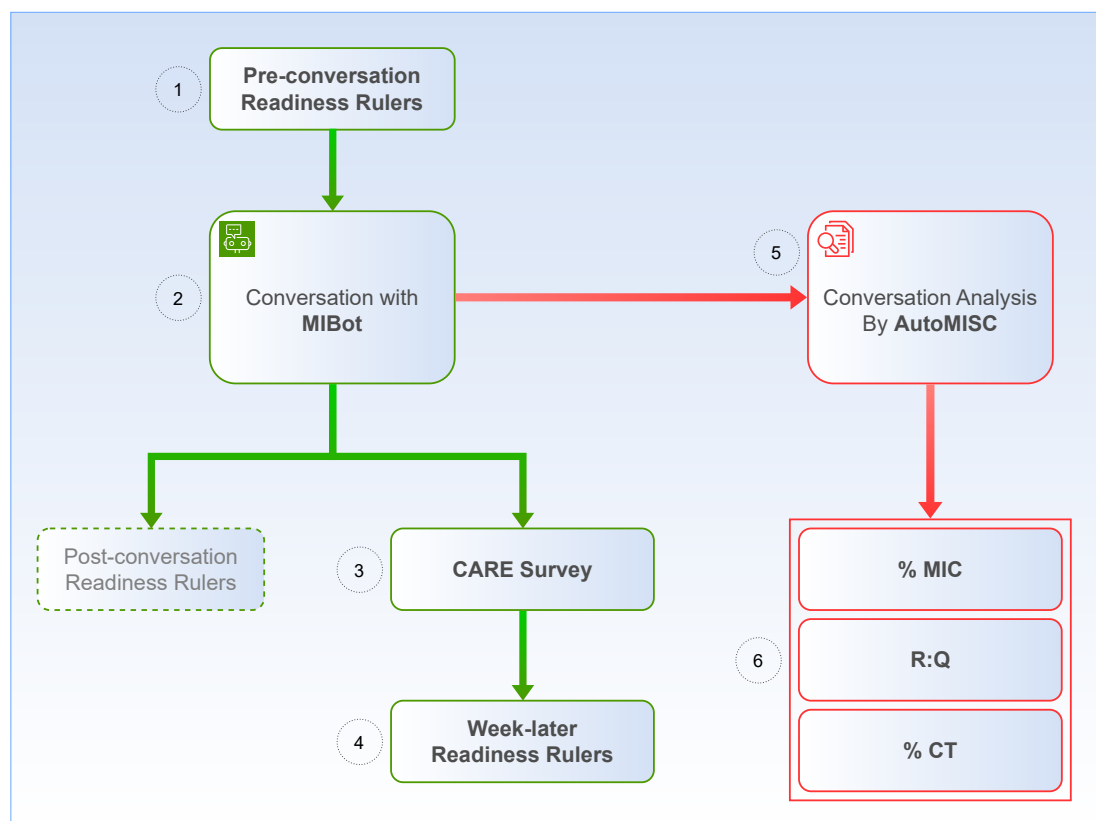 1
Pre-conversation
Readiness Rulers
2
Conversation with
MIBot
5
Conversation Analysis
By AutoMISC
Post-conversation
Readiness Rulers
3
CARE Survey
4
Week-later
Readiness Rulers
6
% MIC
R:Q
% CT